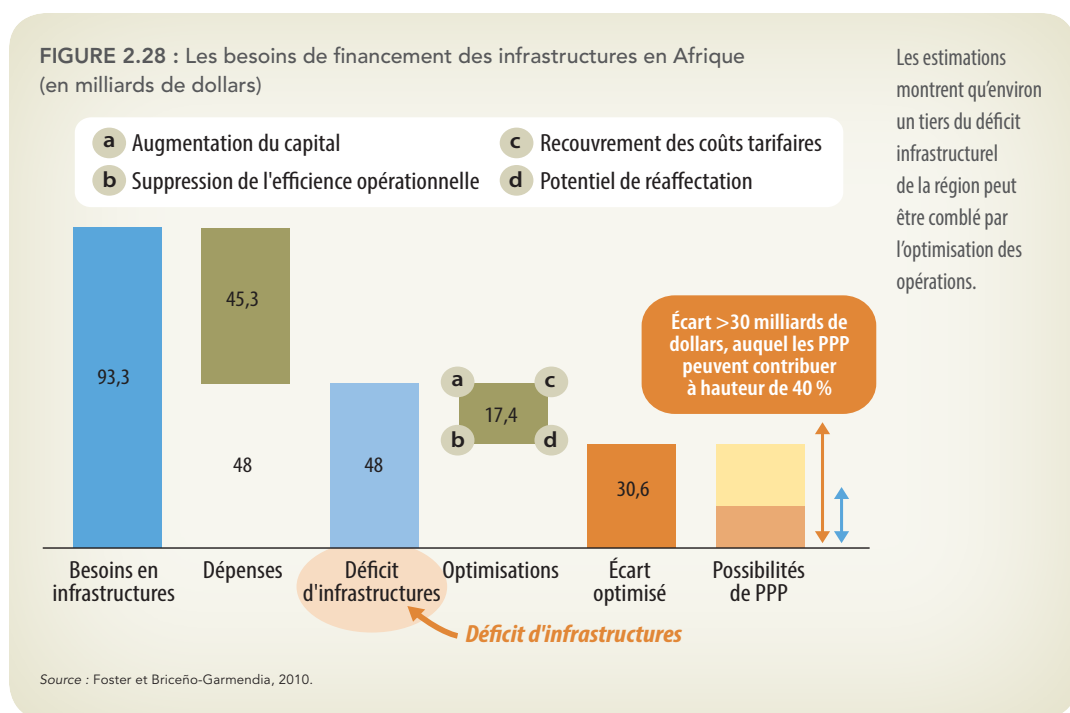 FIGURE 2.28 : Les besoins de financement des infrastructures en Afrique
(en milliards de dollars)
Les estimations
montrent qu’environ
un tiers du déficit
infrastructurel
de la région peut
être comblé par
l’optimisation des
opérations.
a Augmentation du capital
b Suppression de l'efficience opérationnelle
c Recouvrement des coûts tarifaires
d Potentiel de réaffectation
93,3
45,3
48
48
a
c
17,4
b
d
30,6
Écart >30 milliards de
dollars, auquel les PPP
peuvent contribuer
à hauteur de 40 %
Besoins en
infrastructures
Dépenses
Déficit
d'infrastructures
Optimisations
Écart
optimisé
Possibilités
de PPP
Déficit d'infrastructures
Source : Foster et Briceño-Garmendia, 2010.